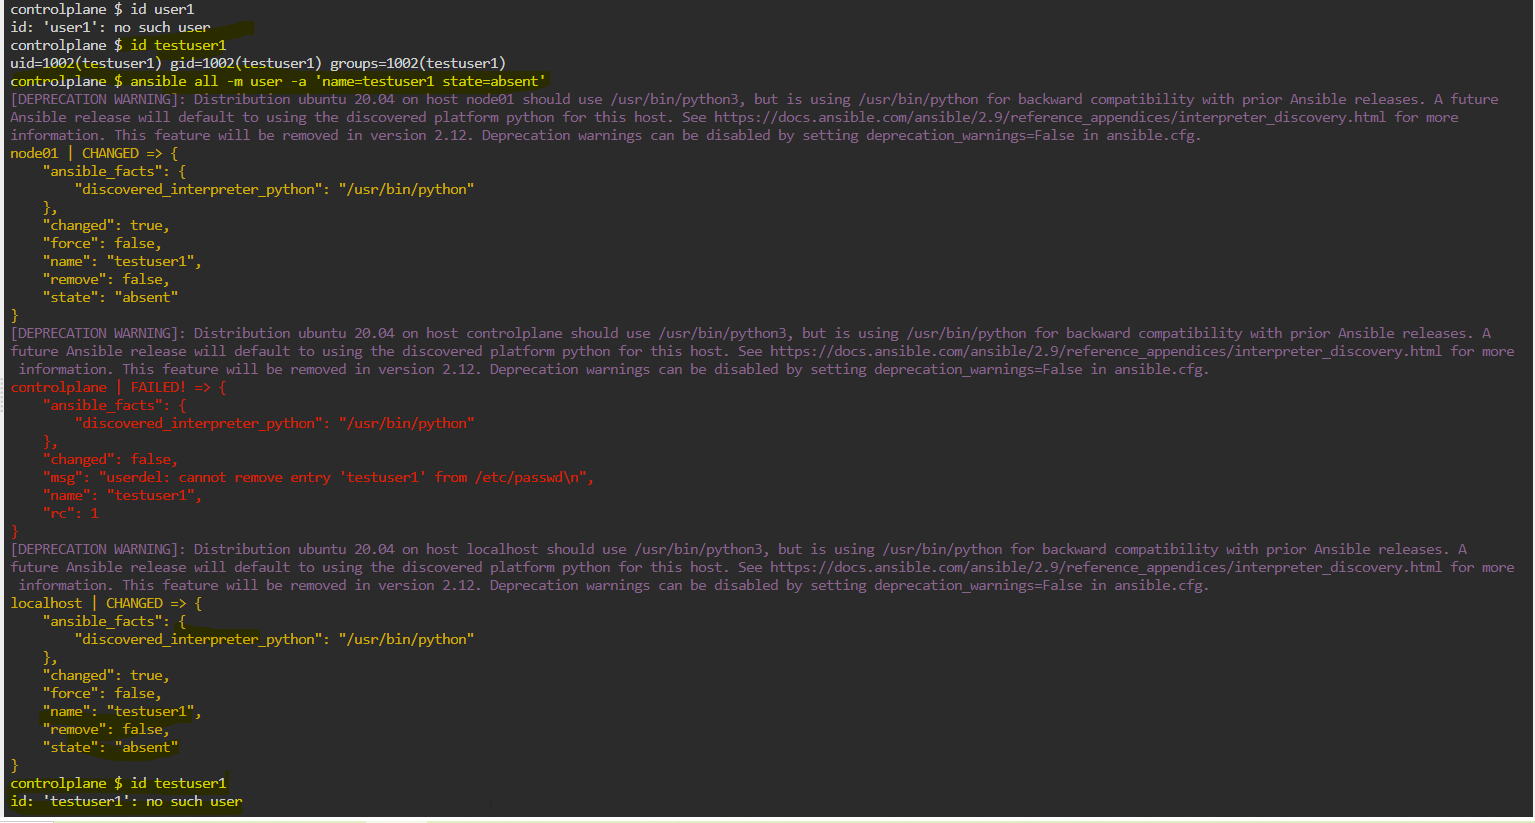 controlplane $ id user1
id: 'user1': no such user
controlplane $ id testuser1
uid=1002(testuser1) gid=1002(testuser1) groups=1002(testuser1)
controlplane $ ansible all -m user -a 'name=testuser1 state=absent'
[DEPRECATION WARNING]: Distribution ubuntu 20.04 on host node01 should use /usr/bin/python3, but is using /usr/bin/python for backward compatibility with prior Ansible releases. A future
Ansible release will default to using the discovered platform python for this host. See https://docs.ansible.com/ansible/2.9/reference_appendices/interpreter_discovery.html for more
information. This feature will be removed in version 2.12. Deprecation warnings can be disabled by setting deprecation_warnings=False in ansible.cfg.
node01 | CHANGED => {
    "ansible_facts": {
        "discovered_interpreter_python": "/usr/bin/python"
    },
    "changed": true,
    "force": false,
    "name": "testuser1",
    "remove": false,
    "state": "absent"
}
[DEPRECATION WARNING]: Distribution ubuntu 20.04 on host controlplane should use /usr/bin/python3, but is using /usr/bin/python for backward compatibility with prior Ansible releases. A
future Ansible release will default to using the discovered platform python for this host. See https://docs.ansible.com/ansible/2.9/reference_appendices/interpreter_discovery.html for more
 information. This feature will be removed in version 2.12. Deprecation warnings can be disabled by setting deprecation_warnings=False in ansible.cfg.
controlplane | FAILED! => {
    "ansible_facts": {
        "discovered_interpreter_python": "/usr/bin/python"
    },
    "changed": false,
    "msg": "userdel: cannot remove entry 'testuser1' from /etc/passwd\n",
    "name": "testuser1",
    "rc": 1
}
[DEPRECATION WARNING]: Distribution ubuntu 20.04 on host localhost should use /usr/bin/python3, but is using /usr/bin/python for backward compatibility with prior Ansible releases. A
future Ansible release will default to using the discovered platform python for this host. See https://docs.ansible.com/ansible/2.9/reference_appendices/interpreter_discovery.html for more
 information. This feature will be removed in version 2.12. Deprecation warnings can be disabled by setting deprecation_warnings=False in ansible.cfg.
localhost | CHANGED => {
    "ansible_facts": {
        "discovered_interpreter_python": "/usr/bin/python"
    },
    "changed": true,
    "force": false,
    "name": "testuser1",
    "remove": false,
    "state": "absent"
}
controlplane $ id testuser1
id: 'testuser1': no such user